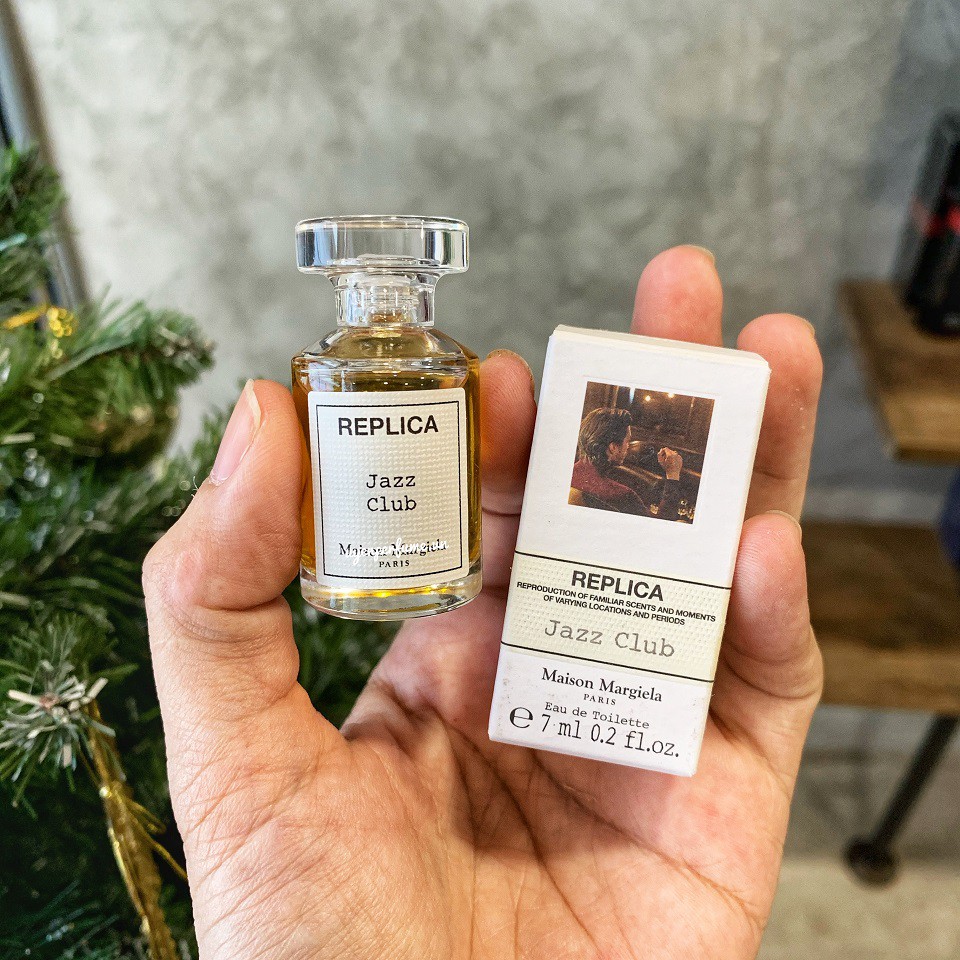 REPLICA
Jazz
Club
Maison Margiela
PARIS
REPLICA
REPRODUCTION OF FAMILIAR SCENTS AND MOMENTS
OF VARYING LOCATIONS AND PERIODS
Jazz Club
Maison Margiela
PARIS
Eau de Toilette
e 7 ml 0.2 fl.oz.